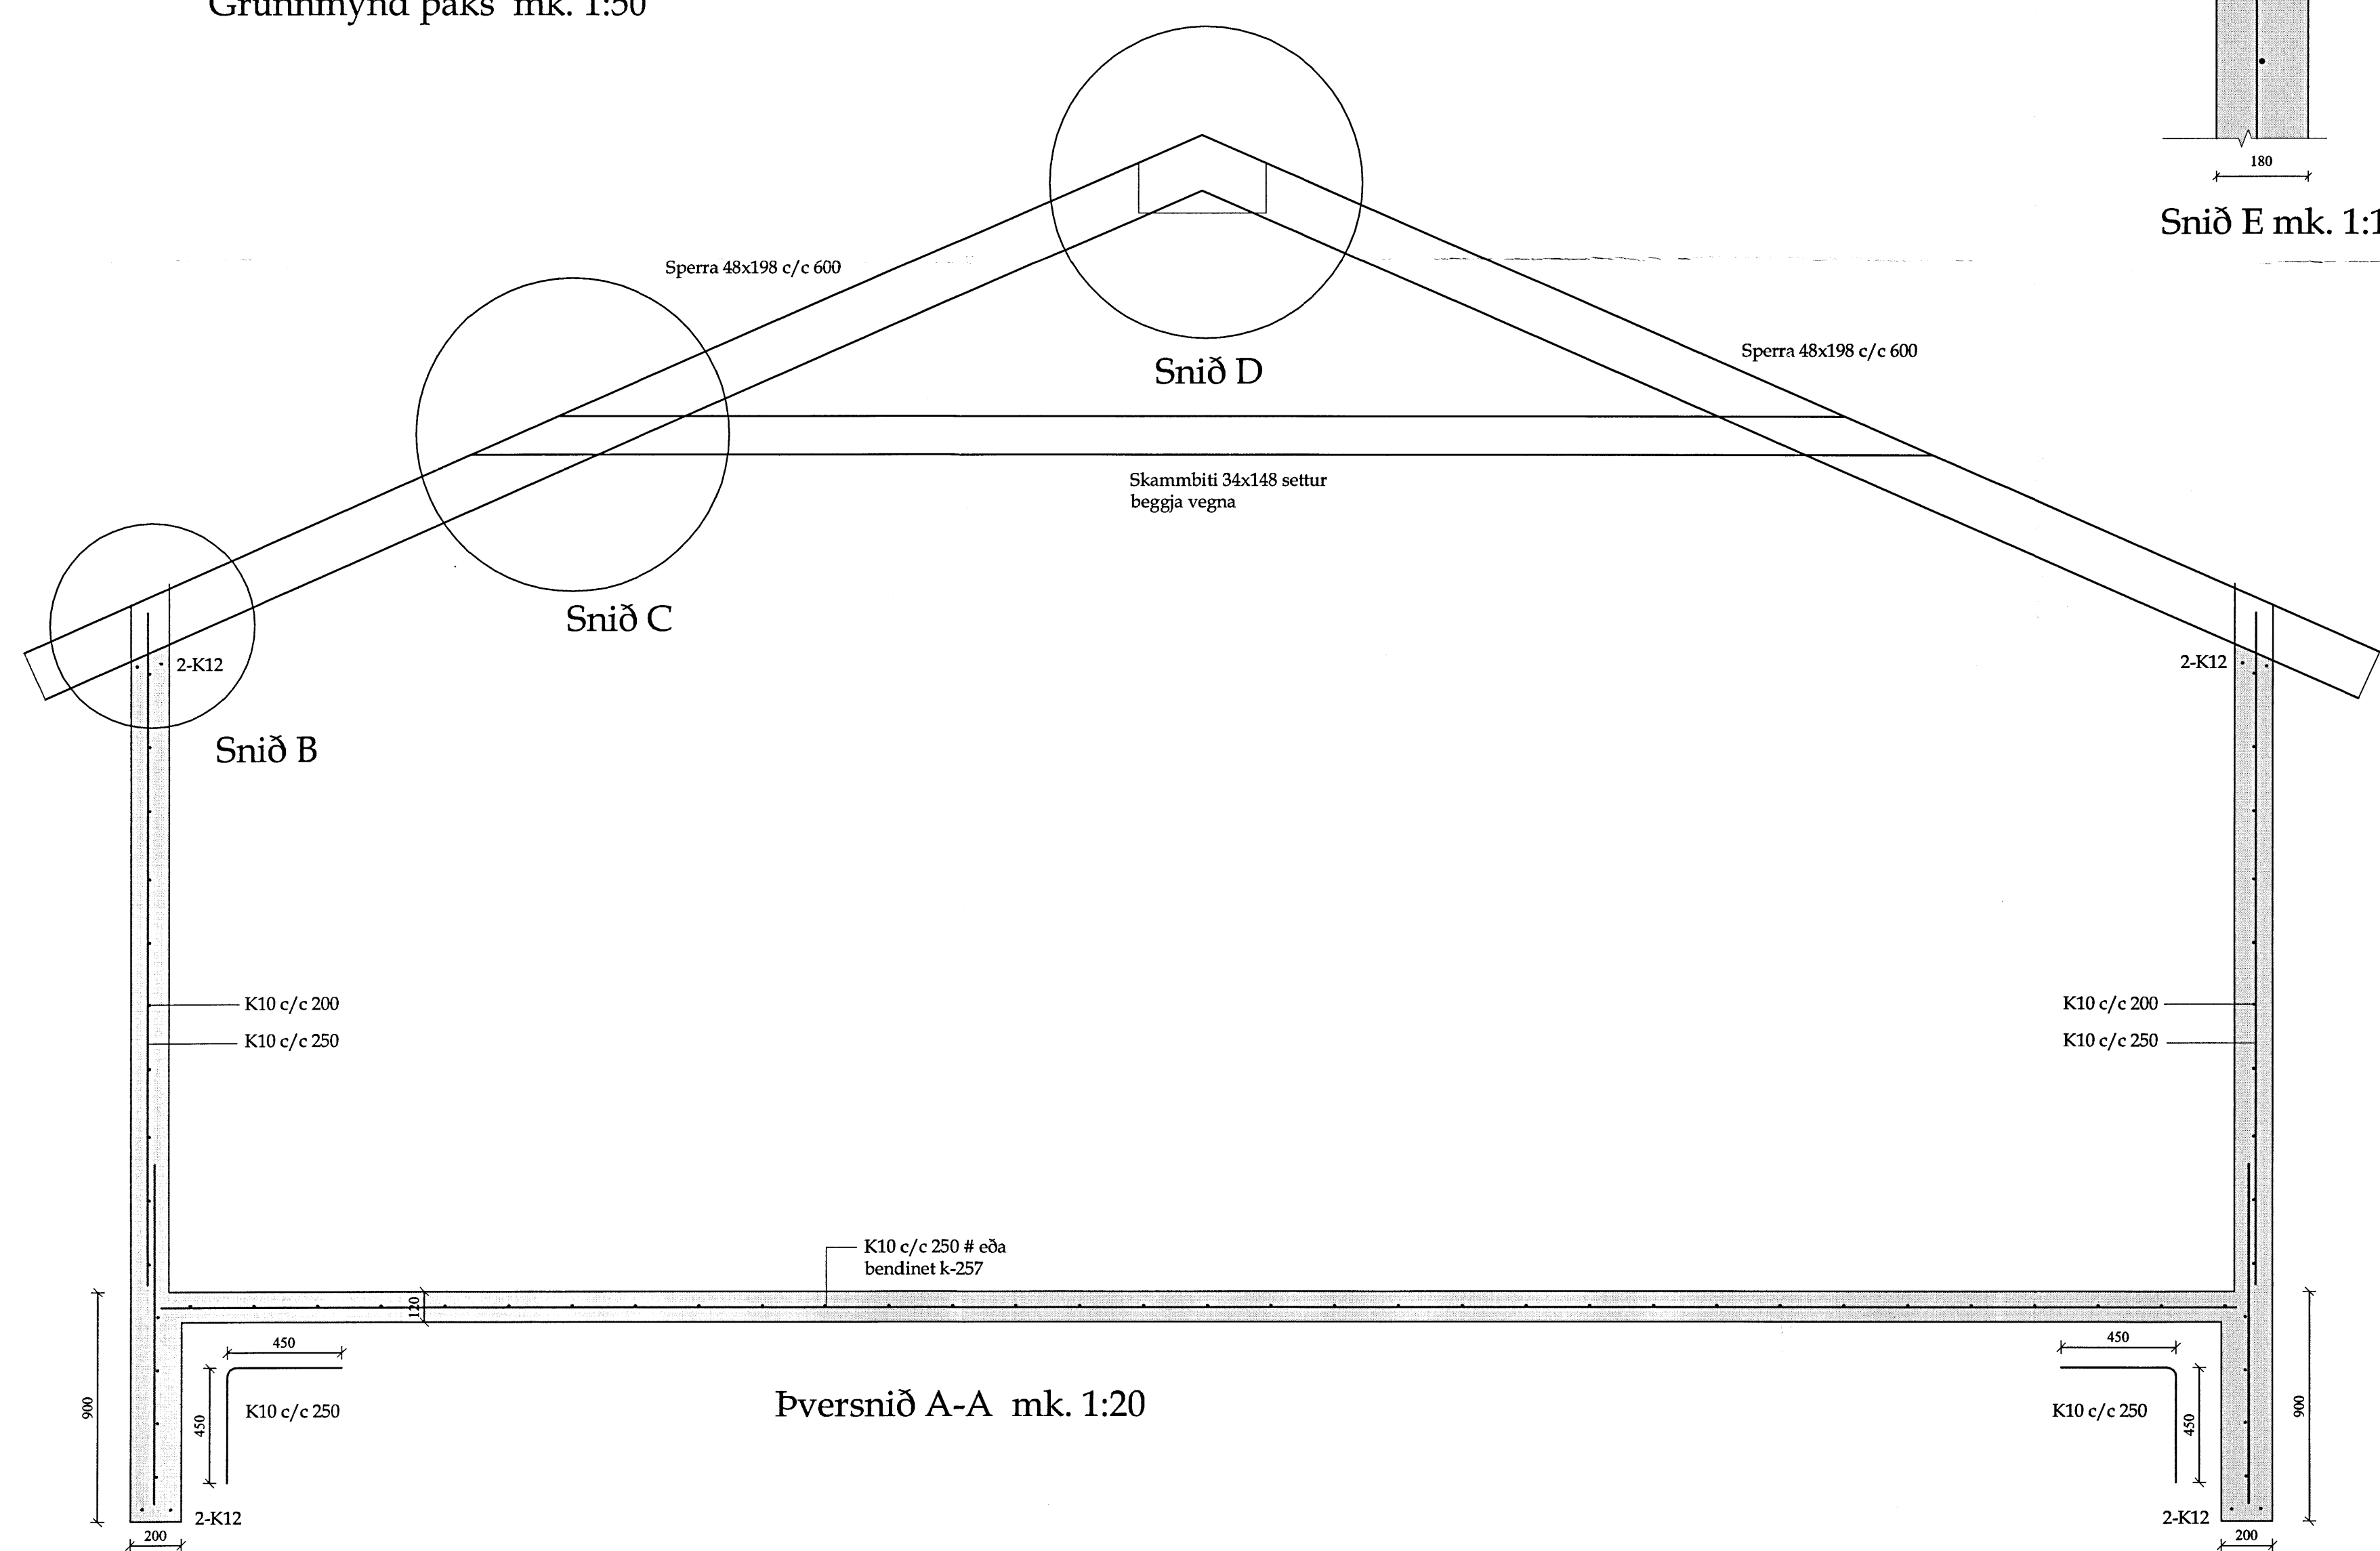 Grunnmynd þaks mk. 1:50
180
Snið E mk. 1:1
Sperra 48x198 c/c 600
Snið D
Sperra 48x198 c/c 600
Skammbiti 34x148 settur
beggja vegna
Snið C
2-K12
2-K12
Snið B
K10 c/c 200
K10 c/c 250
K10 c/c 200
K10 c/c 250
K10 c/c 250 # eða
bendinet k-257
120
450
450
K10 c/c 250
900
450
Þversnið A-A mk. 1:20
K10 c/c 250
450
900
2-K12
200
2-K12
200